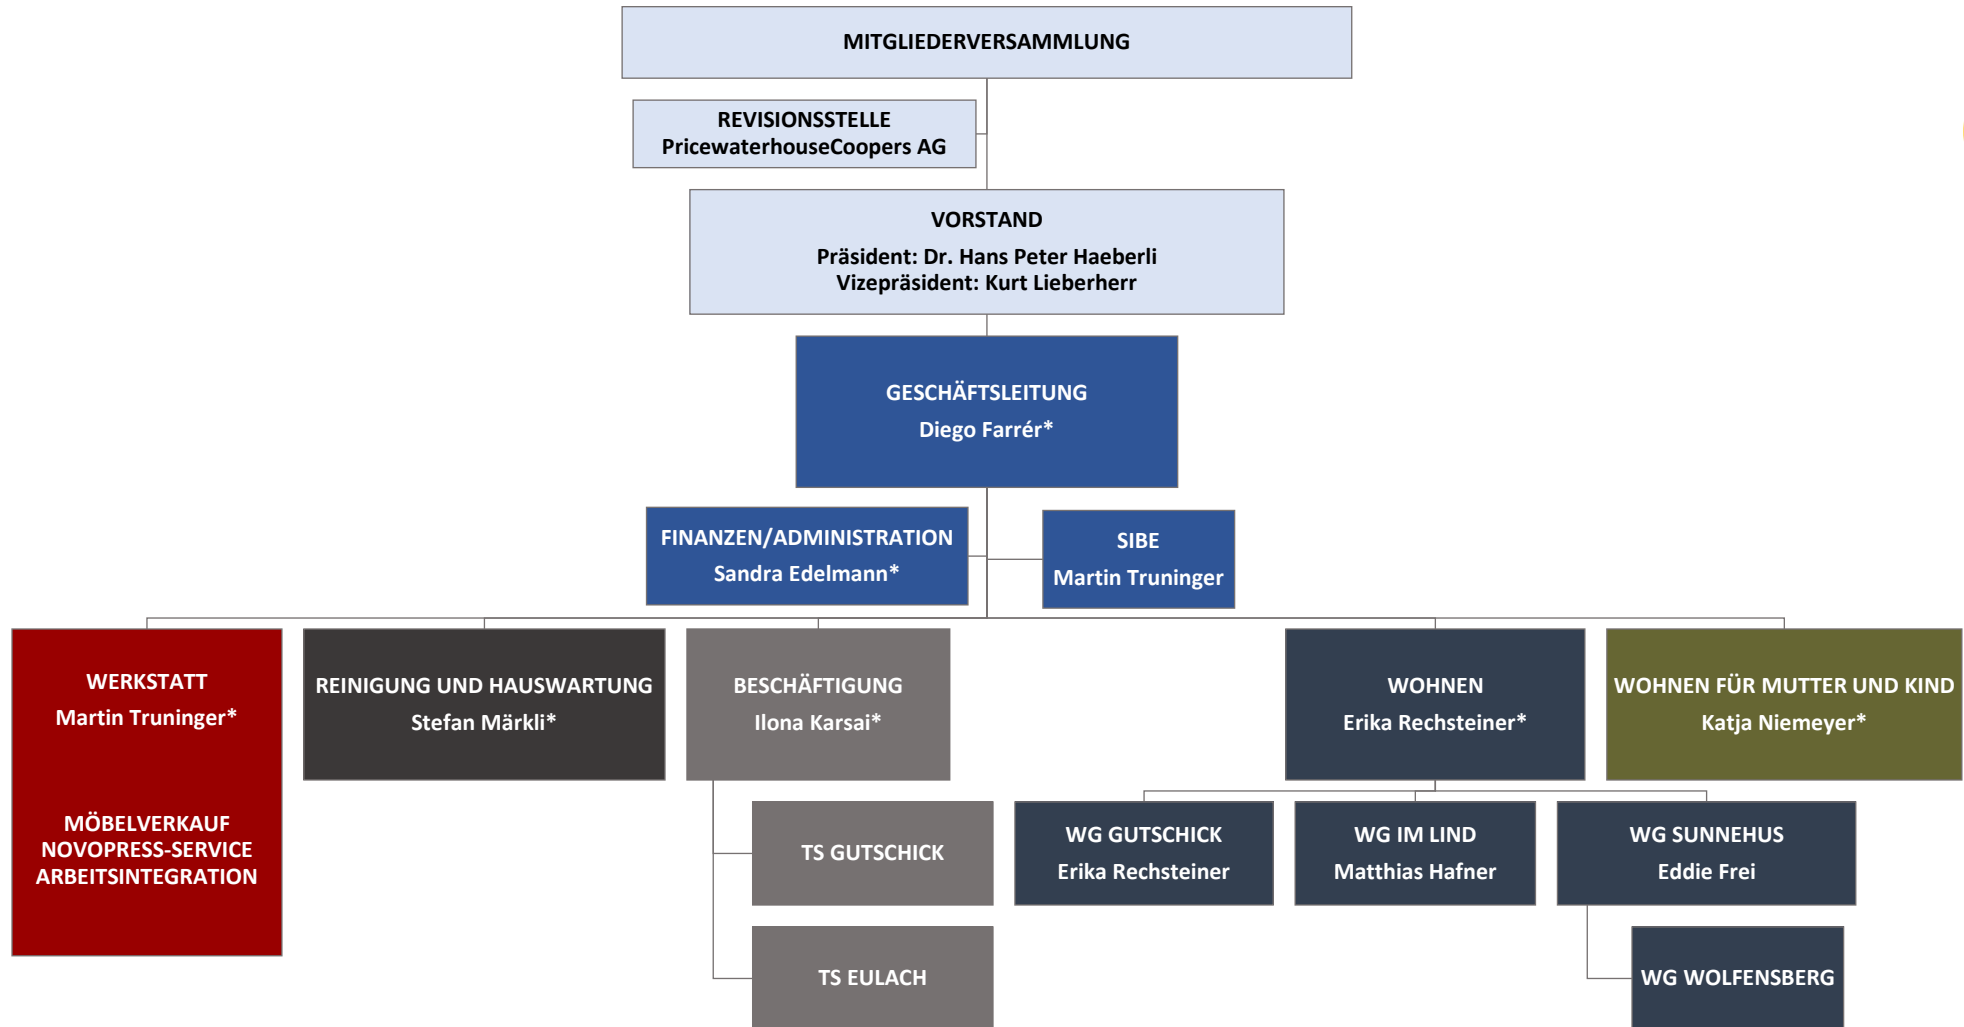 MITGLIEDERVERSAMMLUNG
REVISIONSSTELLE
PricewaterhouseCoopers AG
VORSTAND
Präsident: Dr. Hans Peter Haeberli
Vizepräsident: Kurt Lieberherr
GESCHÄFTSLEITUNG
Diego Farrér*
FINANZEN/ADMINISTRATION
Sandra Edelmann*
SIBE
Martin Truninger
WERKSTATT
Martin Truninger*
MÖBELVERKAUF
NOVOPRESS-SERVICE
ARBEITSINTEGRATION
REINIGUNG UND HAUSWARTUNG
Stefan Märkli*
BESCHÄFTIGUNG
Ilona Karsai*
TS GUTSCHICK
TS EULACH
WOHNEN
Erika Rechsteiner*
WG GUTSCHICK
Erika Rechsteiner
WG IM LIND
Matthias Hafner
WG SUNNEHUS
Eddie Frei
WG WOLFENSBERG
WOHNEN FÜR MUTTER UND KIND
Katja Niemeyer*